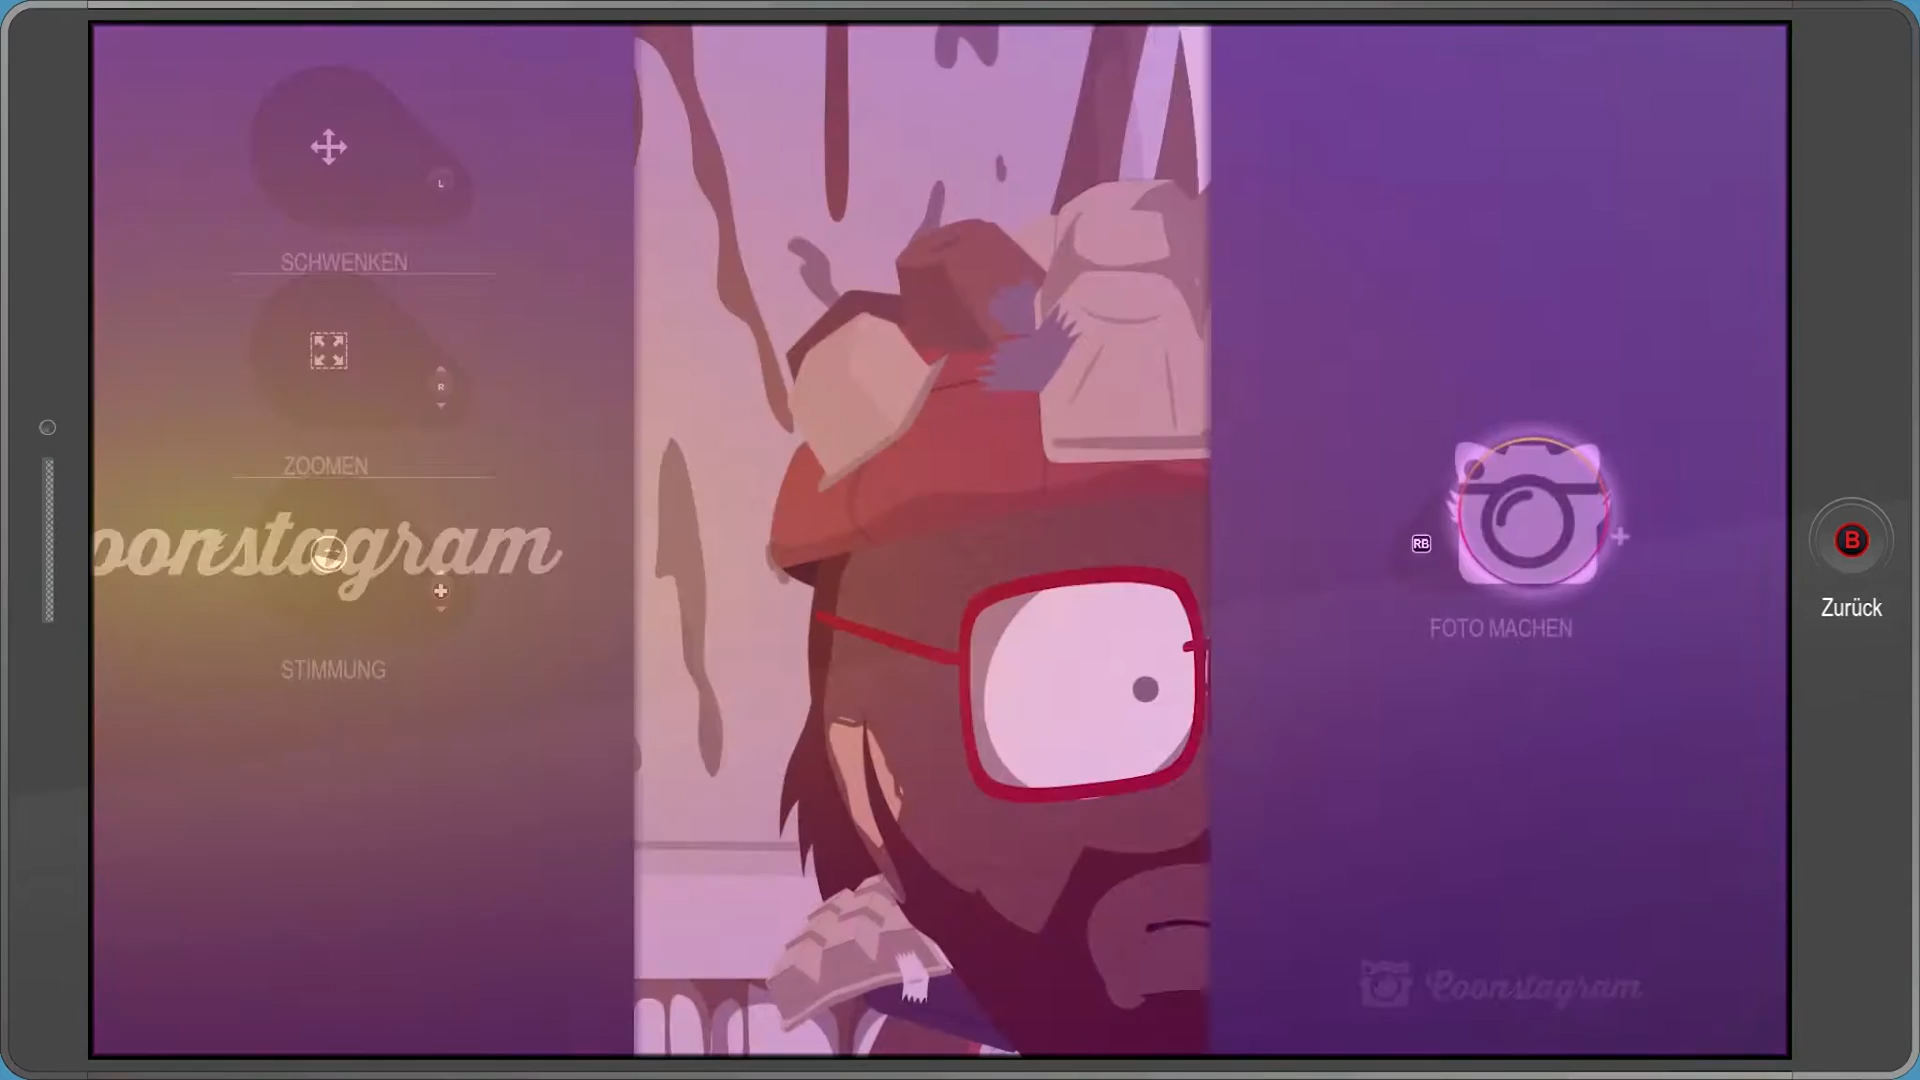 L
SCHWENKEN
R
ZOOMEN
oonstagram
STIMMUNG
RB
FOTO MACHEN
B
Zurück
Coonstagram